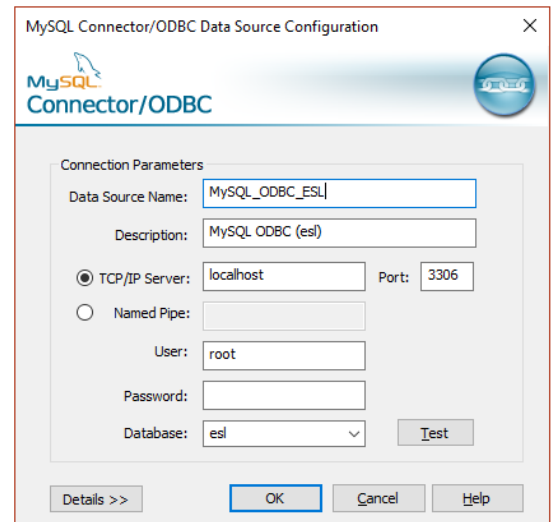 MySQL Connector/ODBC Data Source Configuration
MySQL
Connector/ODBC
Connection Parameters
Data Source Name: MySQL_ODBC_ESL
Description: MySQL ODBC (esl)
TCP/IP Server: localhost Port: 3306
Named Pipe:
User: root
Password:
Database: esl Test
Details >> OK Cancel Help